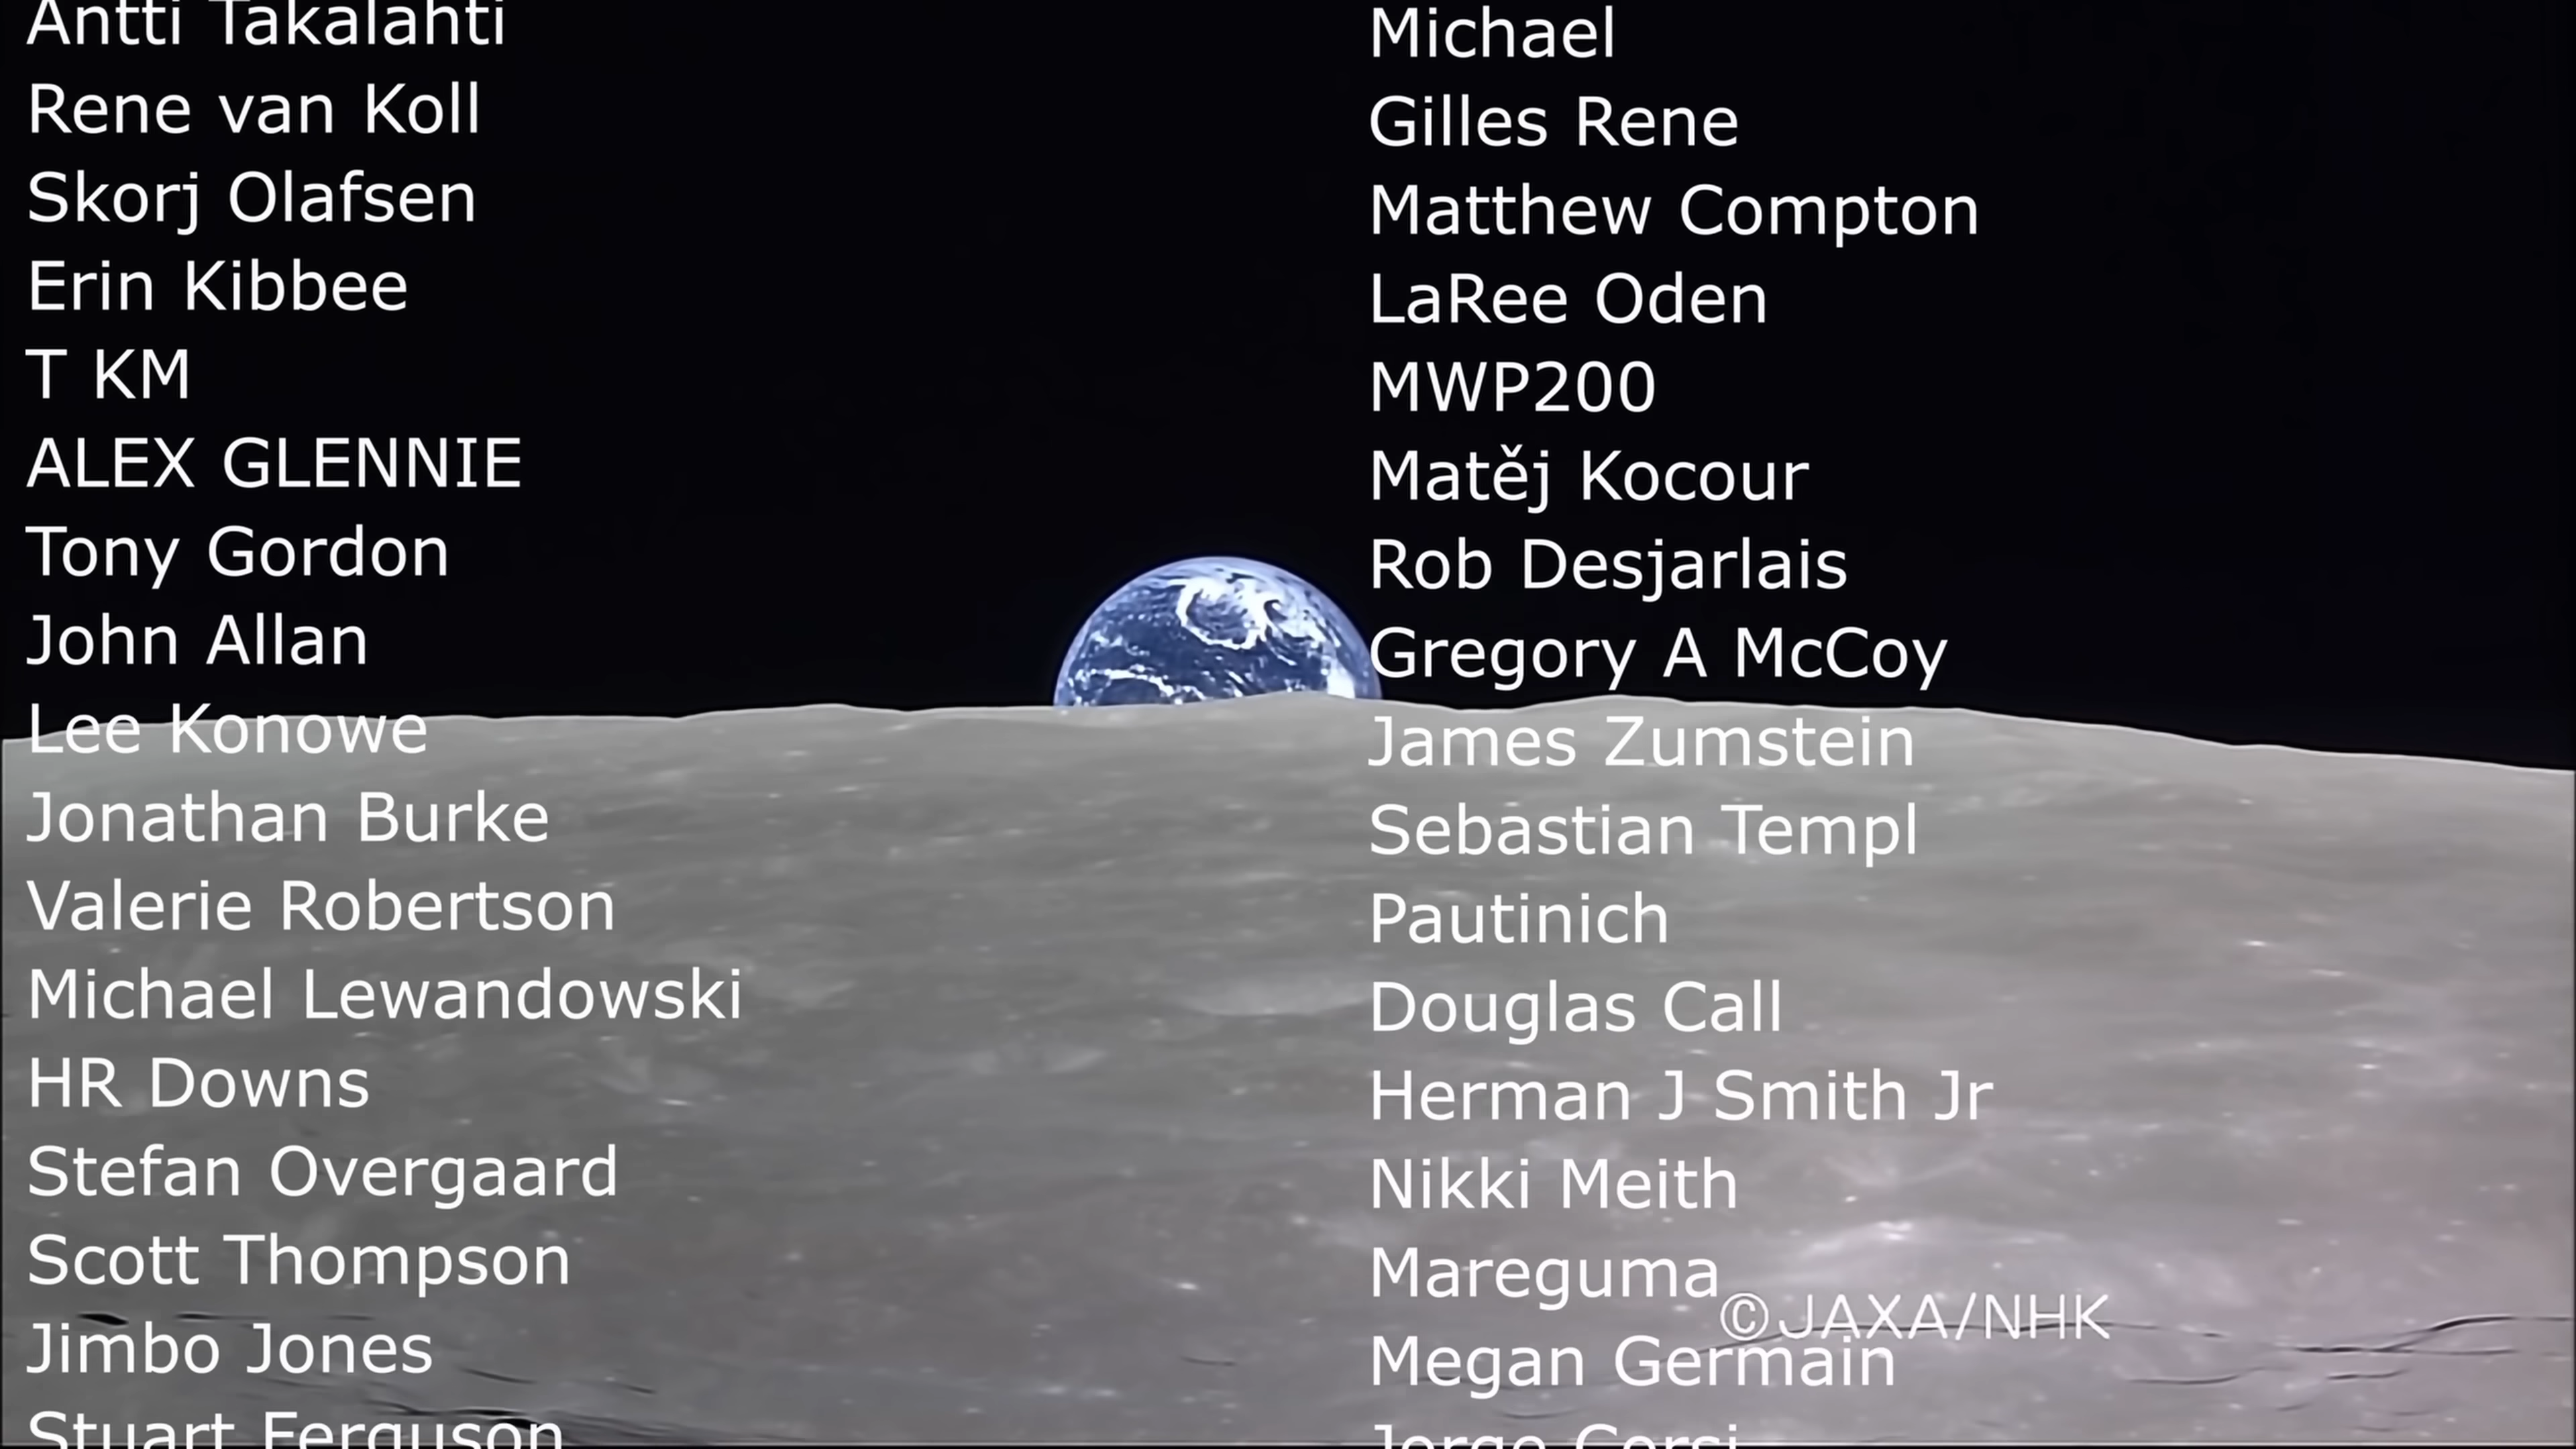 Antti Takalahti
Rene van Koll
Skorj Olafsen
Erin Kibbee
T KM
ALEX GLENNIE
Tony Gordon
John Allan
Lee Konowe
Jonathan Burke
Valerie Robertson
Michael Lewandowski
HR Downs
Stefan Overgaard
Scott Thompson
Jimbo Jones
Stuart Ferguson
Michael
Gilles Rene
Matthew Compton
LaRee Oden
MWP200
Matěj Kocour
Rob Desjarlais
Gregory A McCoy
James Zumstein
Sebastian Templ
Pautinich
Douglas Call
Herman J Smith Jr
Nikki Meith
Mareguma
©JAXA/NHK
Megan Germain
Jorge Corsi